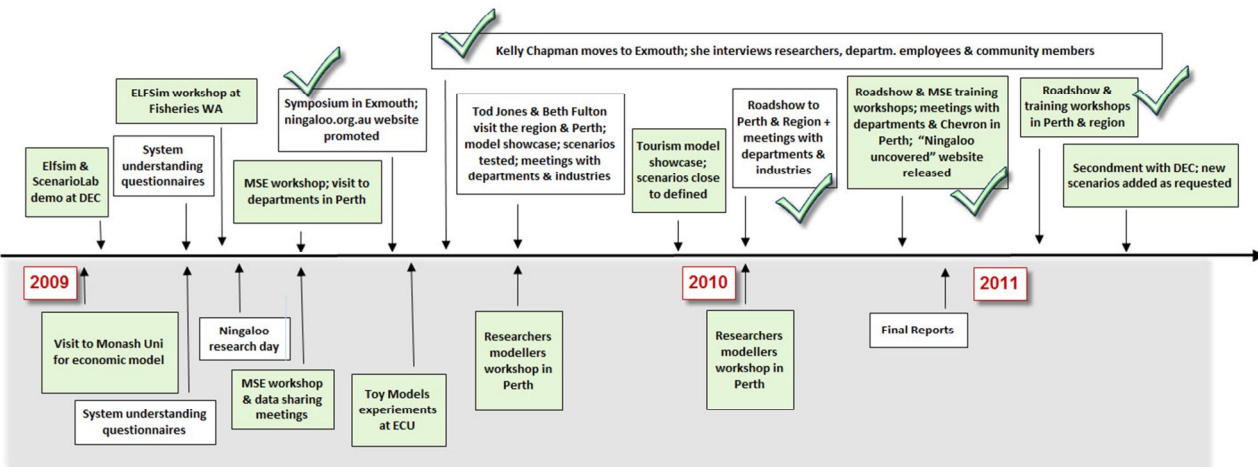 Kelly Chapman moves to Exmouth; she interviews researchers, departm. employees & community members
ELFSim workshop at
Fisheries WA
Symposium in Exmouth;
ningaloo.org.au website
promoted
Tod Jones & Beth Fulton
visit the region & Perth;
model showcase; scenarios
tested; meetings with
departments & industries
Roadshow to
Perth & Region +
meetings with
departments &
industries
Roadshow & MSE training
workshops; meetings with
departments & Chevron in
Perth; “Ningaloo
uncovered” website
released
Roadshow &
training workshops
in Perth & region
Elfsim &
ScenarioLab
demo at DEC
System
understanding
questionnaires
MSE workshop; visit to
departments in Perth
Tourism model
showcase;
scenarios close
to defined
Secondment with DEC; new
scenarios added as requested
2009
2010
2011
Visit to Monash Uni
for economic model
System understanding
questionnaires
Ningaloo
research day
MSE workshop
& data sharing
meetings
Toy Models
experiements
at ECU
Researchers
modellers
workshop in
Perth
Researchers
modellers
workshop in
Perth
Final Reports